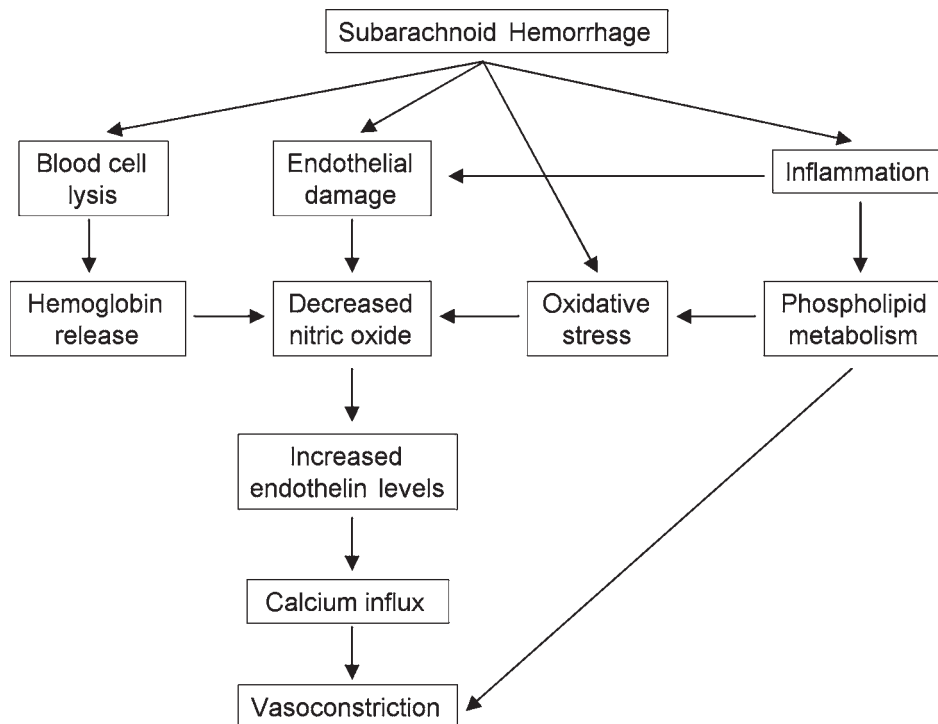 Subarachnoid Hemorrhage
Blood cell
lysis
Endothelial
damage
Inflammation
Hemoglobin
release
Decreased
nitric oxide
Oxidative
stress
Phospholipid
metabolism
Increased
endothelin levels
Calcium influx
Vasoconstriction